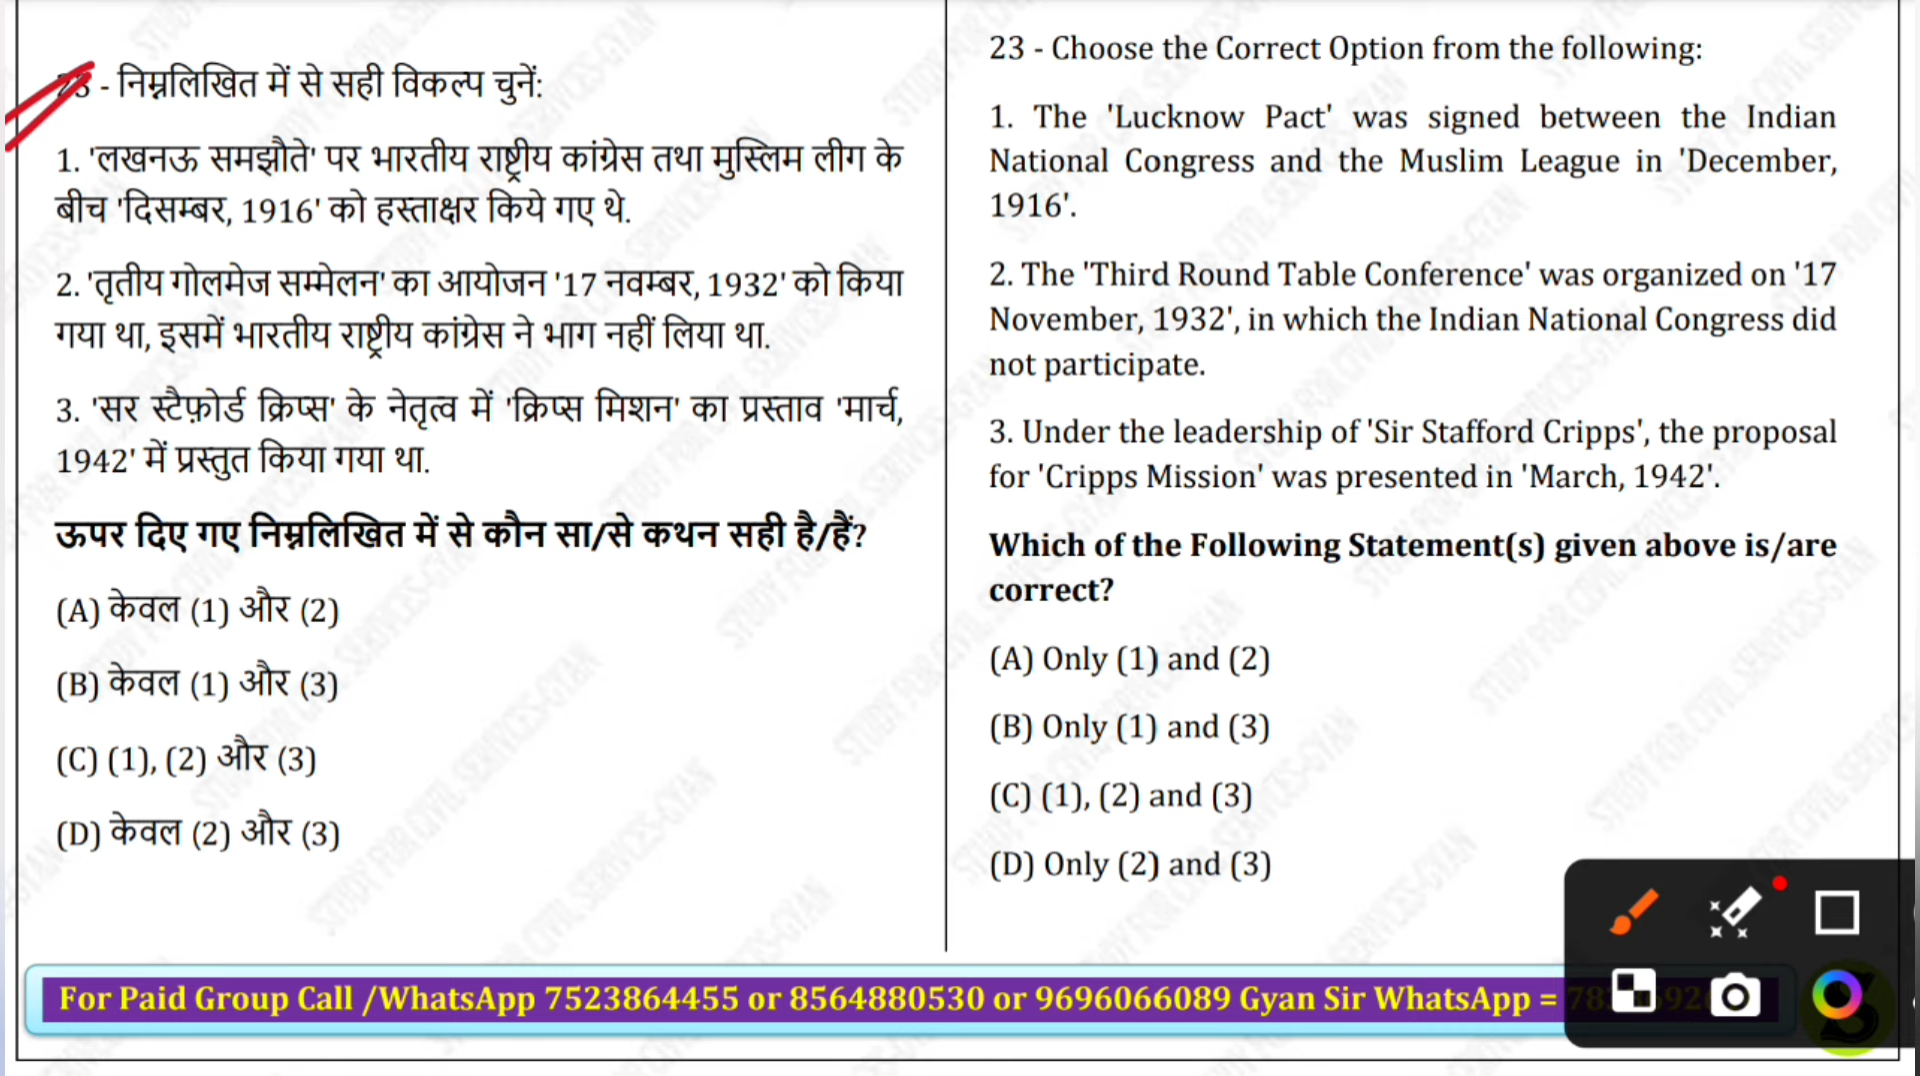 23 - निम्नलिखित में से सही विकल्प चुनें:
1. 'लखनऊ समझौते' पर भारतीय राष्ट्रीय कांग्रेस तथा मुस्लिम लीग के
बीच 'दिसम्बर, 1916' को हस्ताक्षर किये गए थे.
2. 'तृतीय गोलमेज सम्मेलन' का आयोजन '17 नवम्बर, 1932' को किया
गया था, इसमें भारतीय राष्ट्रीय कांग्रेस ने भाग नहीं लिया था.
3. 'सर स्टैफ़ोर्ड क्रिप्स' के नेतृत्व में 'क्रिप्स मिशन' का प्रस्ताव 'मार्च,
1942' में प्रस्तुत किया गया था.
ऊपर दिए गए निम्नलिखित में से कौन सा/से कथन सही है/हैं?
(A) केवल (1) और (2)
(B) केवल (1) और (3)
(C) (1), (2) और (3)
(D) केवल (2) और (3)
23 - Choose the Correct Option from the following:
1. The 'Lucknow Pact' was signed between the Indian
National Congress and the Muslim League in 'December,
1916'.
2. The 'Third Round Table Conference' was organized on '17
November, 1932', in which the Indian National Congress did
not participate.
3. Under the leadership of 'Sir Stafford Cripps', the proposal
for 'Cripps Mission' was presented in 'March, 1942'.
Which of the Following Statement(s) given above is/are
correct?
(A) Only (1) and (2)
(B) Only (1) and (3)
(C) (1), (2) and (3)
(D) Only (2) and (3)
For Paid Group Call /WhatsApp 7523864455 or 8564880530 or 9696066089 Gyan Sir WhatsApp =